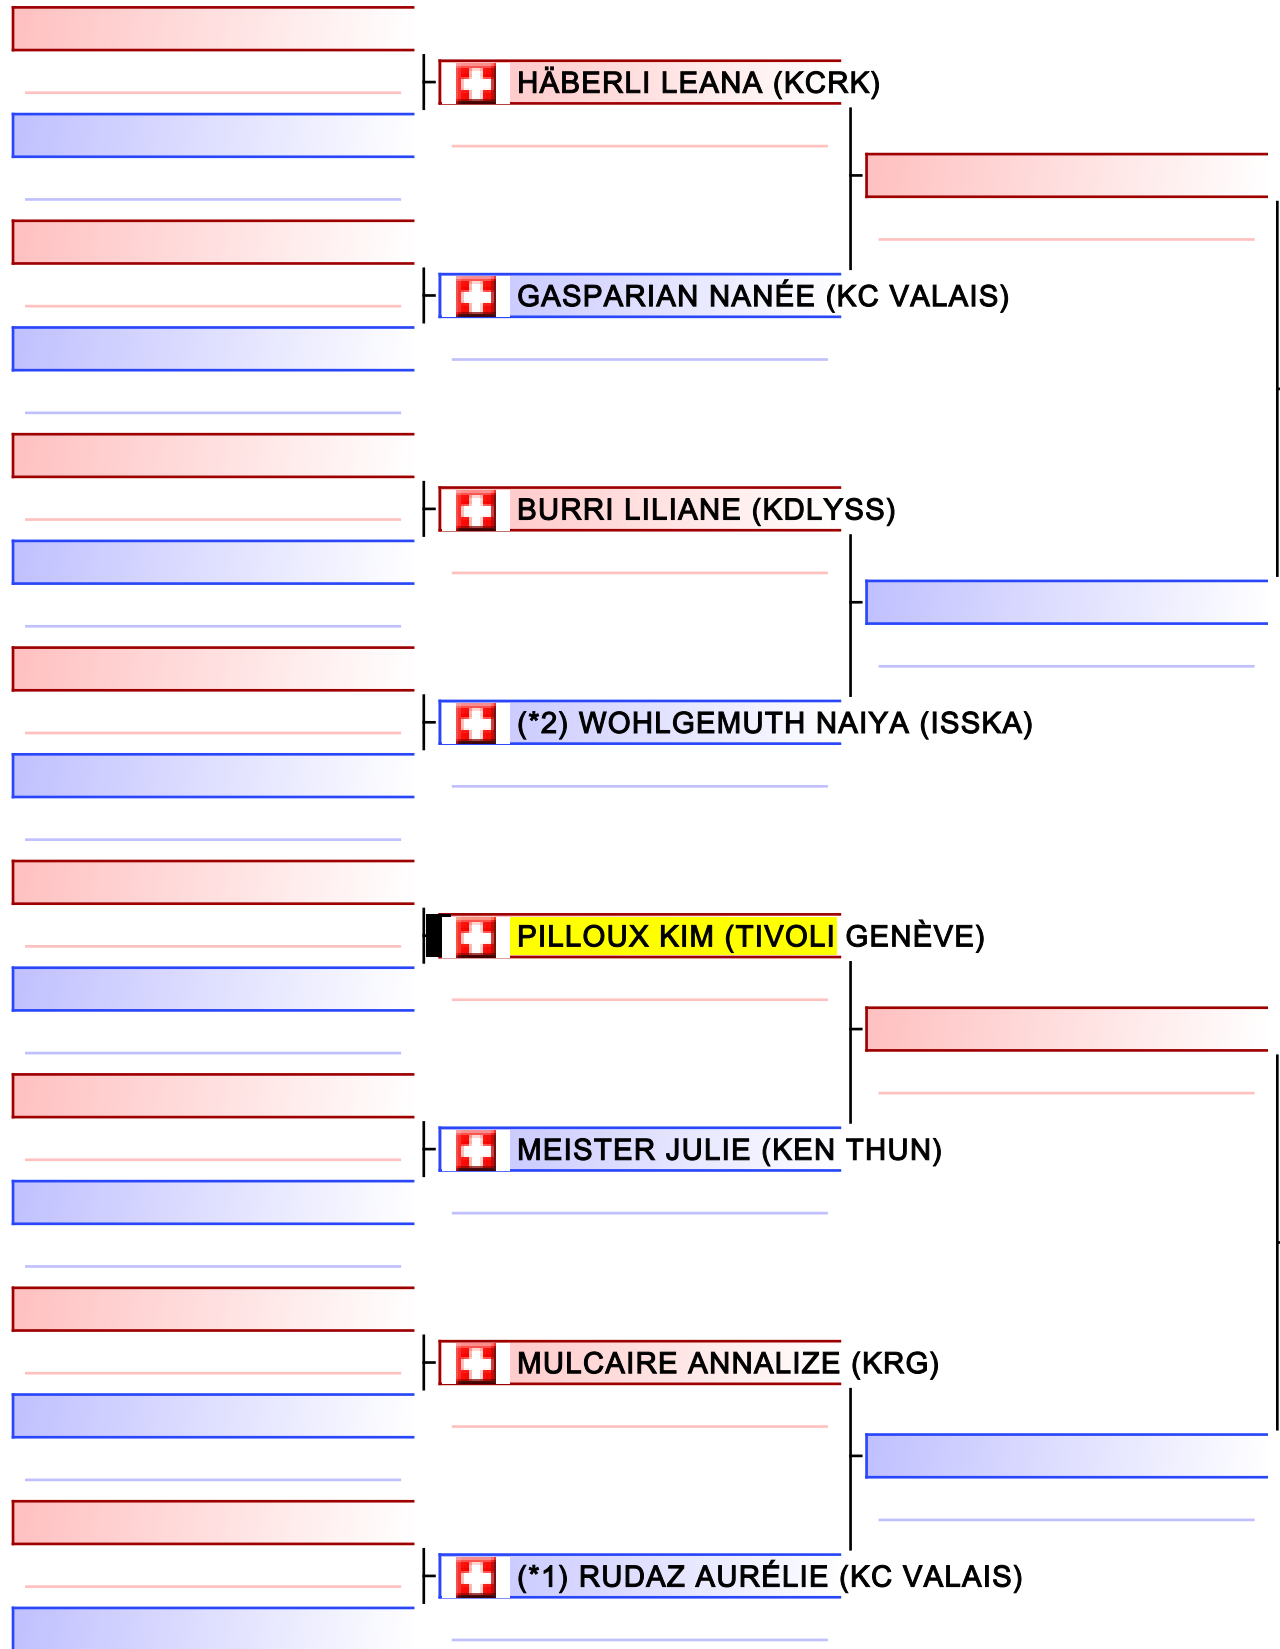 HÄBERLI LEANA (KCRK)
GASPARIAN NANÉE (KC VALAIS)
BURRI LILIANE (KDLYSS)
(*2) WOHLGEMUTH NAIYA (ISSKA)
PILLOUX KIM (TIVOLI GENÈVE)
MEISTER JULIE (KEN THUN)
MULCAIRE ANNALIZE (KRG)
(*1) RUDAZ AURÉLIE (KC VALAIS)